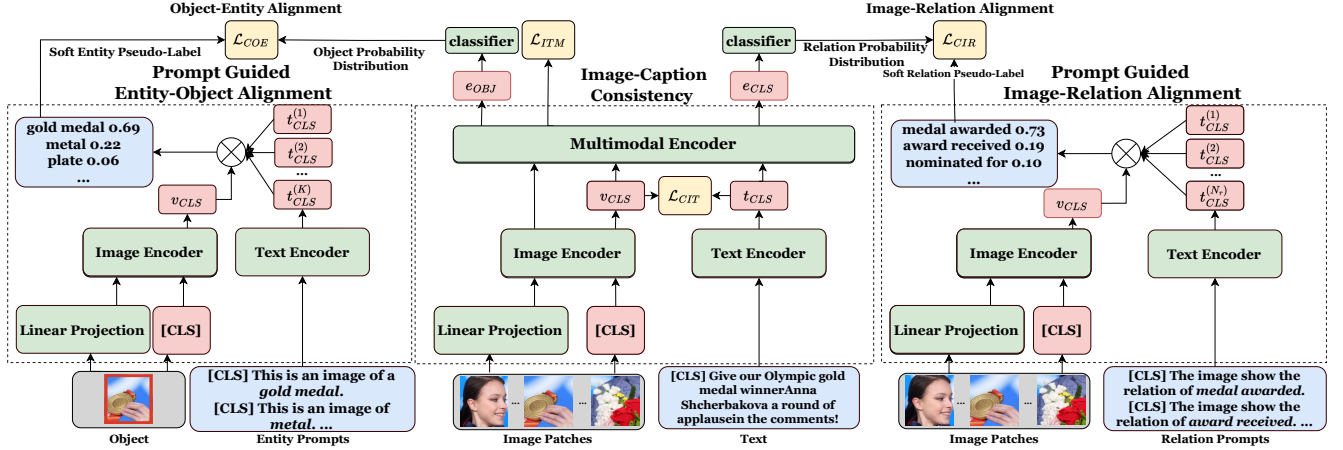 Object-Entity Alignment
Image-Relation Alignment
Soft Entity Pseudo-Label
L_COE
Object Probability
Distribution
classifier
L_ITM
classifier
Relation Probability
Distribution
L_CIR
Soft Relation Pseudo-Label
Prompt Guided
Entity-Object Alignment
e_OBJ
Image-Caption
Consistency
e_CLS
Prompt Guided
Image-Relation Alignment
gold medal 0.69
metal 0.22
plate 0.06
...
t_CLS^(1)
t_CLS^(2)
...
t_CLS^(K)
v_CLS
Image Encoder
Text Encoder
Linear Projection
[CLS]
[CLS] This is an image of a
gold medal.
[CLS] This is an image of
metal. ...
Object
Entity Prompts
Multimodal Encoder
v_CLS
L_CIT
t_CLS
Image Encoder
Text Encoder
Linear Projection
[CLS]
...
...
[CLS] Give our Olympic gold
medal winnerAnna
Shcherbakova a round of
applausein the comments!
Image Patches
Text
medal awarded 0.73
award received 0.19
nominated for 0.10
...
t_CLS^(1)
t_CLS^(2)
...
t_CLS^(N_r)
v_CLS
Image Encoder
Text Encoder
Linear Projection
[CLS]
...
...
[CLS] The image show the
relation of medal awarded.
[CLS] The image show the
relation of award received. ...
Image Patches
Relation Prompts